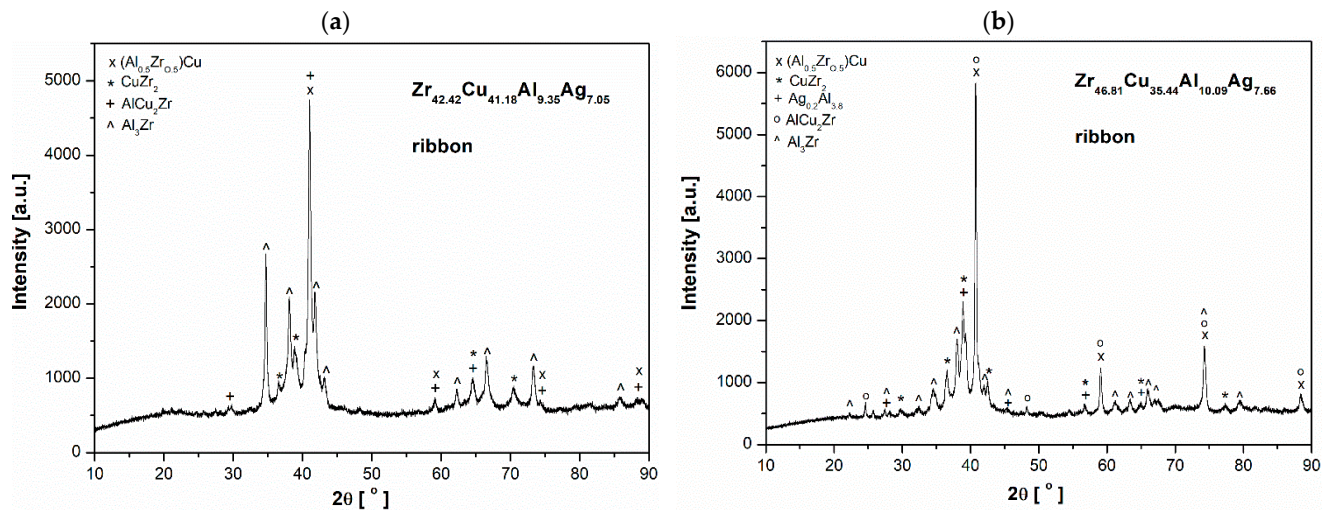 (a)
x (Al0.5Zr0.5)Cu
* CuZr2
+ AlCu2Zr
^ Al3Zr
Zr42.42Cu41.18Al9.35Ag7.05
ribbon
Intensity [a.u.]
5000
4000
3000
2000
1000
0
10 20 30 40 50 60 70 80 90
2θ [ ° ]
(b)
x (Al0.5Zr0.5)Cu
* CuZr2
+ Ag0.2Al3.8
o AlCu2Zr
^ Al3Zr
Zr46.81Cu35.44Al10.09Ag7.66
ribbon
Intensity [a.u.]
6000
5000
4000
3000
2000
1000
0
10 20 30 40 50 60 70 80 90
2θ [ ° ]